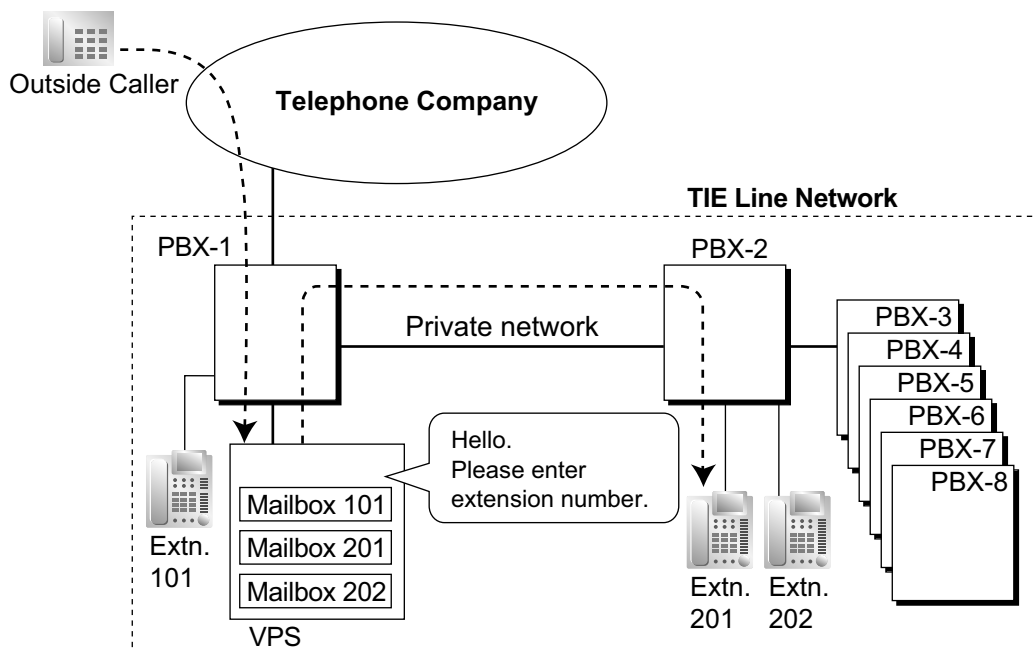 Outside Caller
Telephone Company
TIE Line Network
PBX-1
PBX-2
Private network
PBX-3
PBX-4
PBX-5
PBX-6
PBX-7
PBX-8
Hello.
Please enter
extension number.
Mailbox 101
Mailbox 201
Mailbox 202
VPS
Extn.
101
Extn.
201
Extn.
202